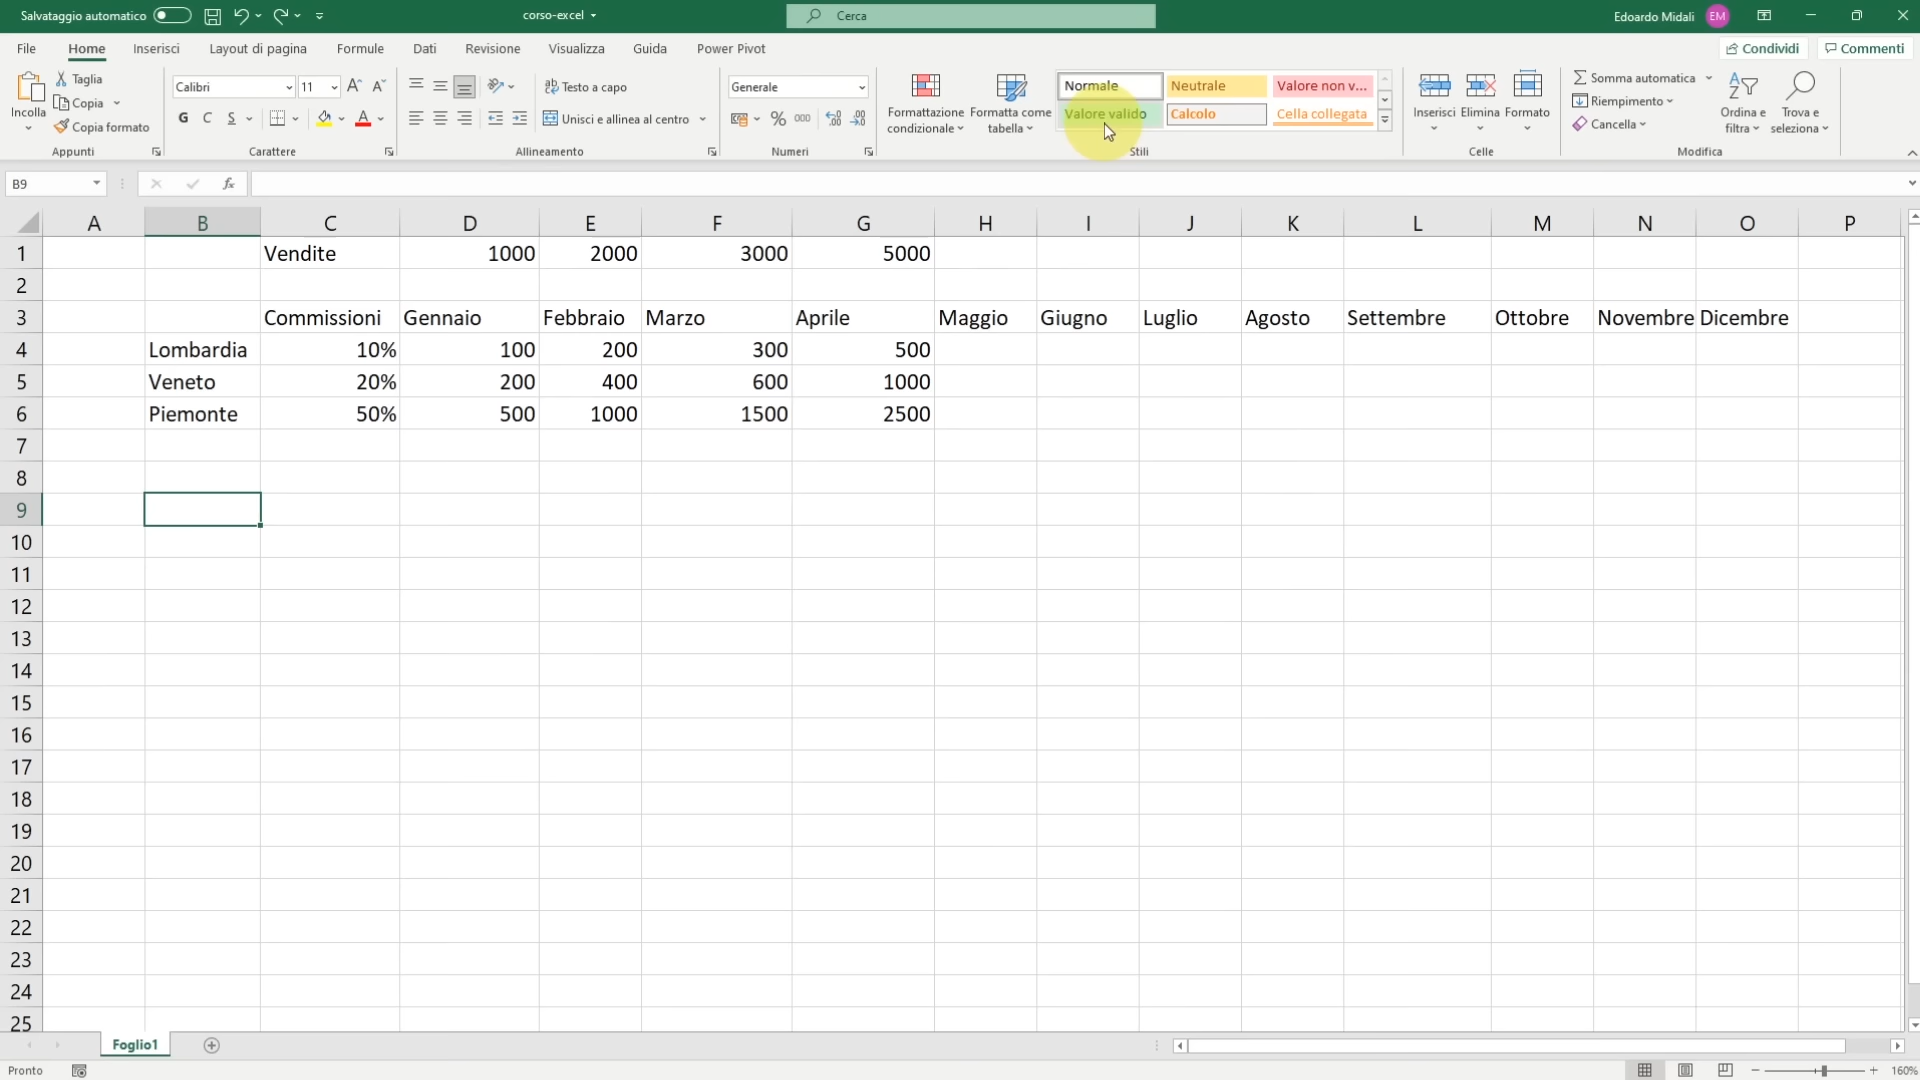 Salvataggio automatico
corso-excel
Cerca
Edoardo Midali EM
File Home Inserisci Layout di pagina Formule Dati Revisione Visualizza Guida Power Pivot Condividi Commenti
Incolla Taglia Copia Copia formato
Appunti
Calibri 11
G C S A
Carattere
Testo a capo
Unisci e allinea al centro
Allineamento
Generale
% 000
Numeri
Formattazione condizionale
Formatta come tabella
Normale Neutrale Valore non v...
Valore valido Calcolo Cella collegata
Stili
Inserisci Elimina Formato
Celle
Somma automatica
Riempimento
Cancella
Ordina e filtra
Trova e seleziona
Modifica
B9 fx
A B C D E F G H I J K L M N O P
1 Vendite 1000 2000 3000 5000
2
3 Commissioni Gennaio Febbraio Marzo Aprile Maggio Giugno Luglio Agosto Settembre Ottobre Novembre Dicembre
4 Lombardia 10% 100 200 300 500
5 Veneto 20% 200 400 600 1000
6 Piemonte 50% 500 1000 1500 2500
7
8
9
10
11
12
13
14
15
16
17
18
19
20
21
22
23
24
25
Foglio1
Pronto
160%